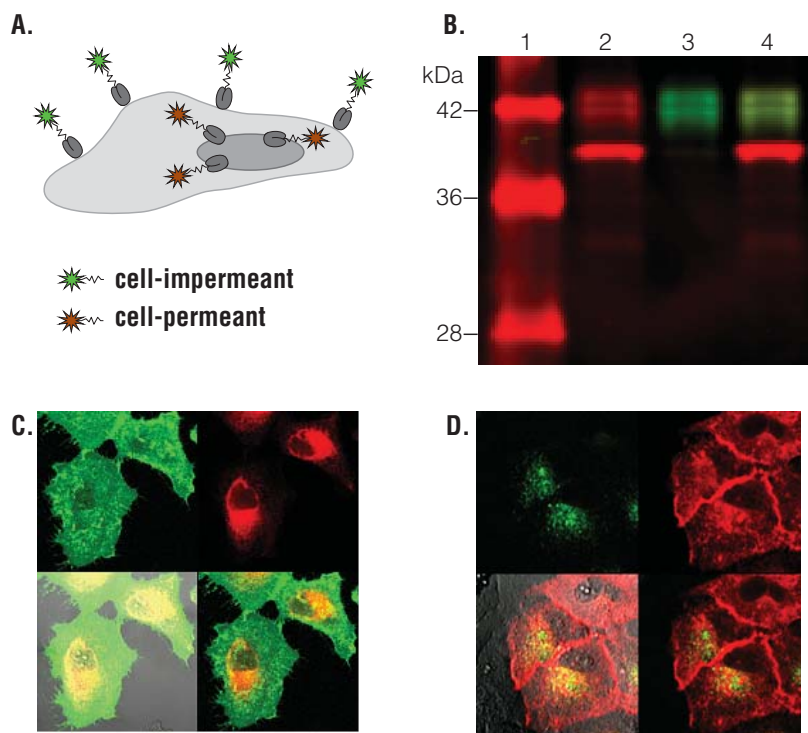 A.
cell-impermeant
cell-permeant
B.
1 2 3 4
kDa
42
36
28
C.
D.